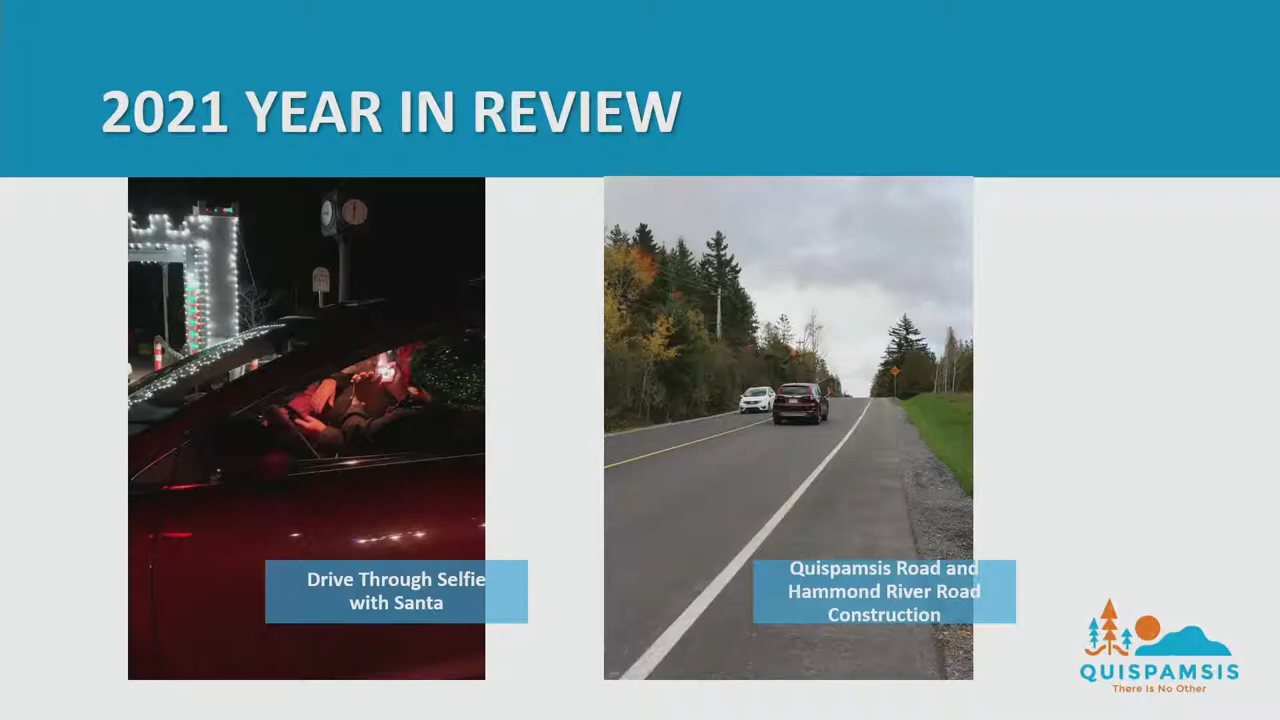 2021 YEAR IN REVIEW
Drive Through Selfie
with Santa
Quispamsis Road and
Hammond River Road
Construction
QUISPAMSIS
There Is No Other